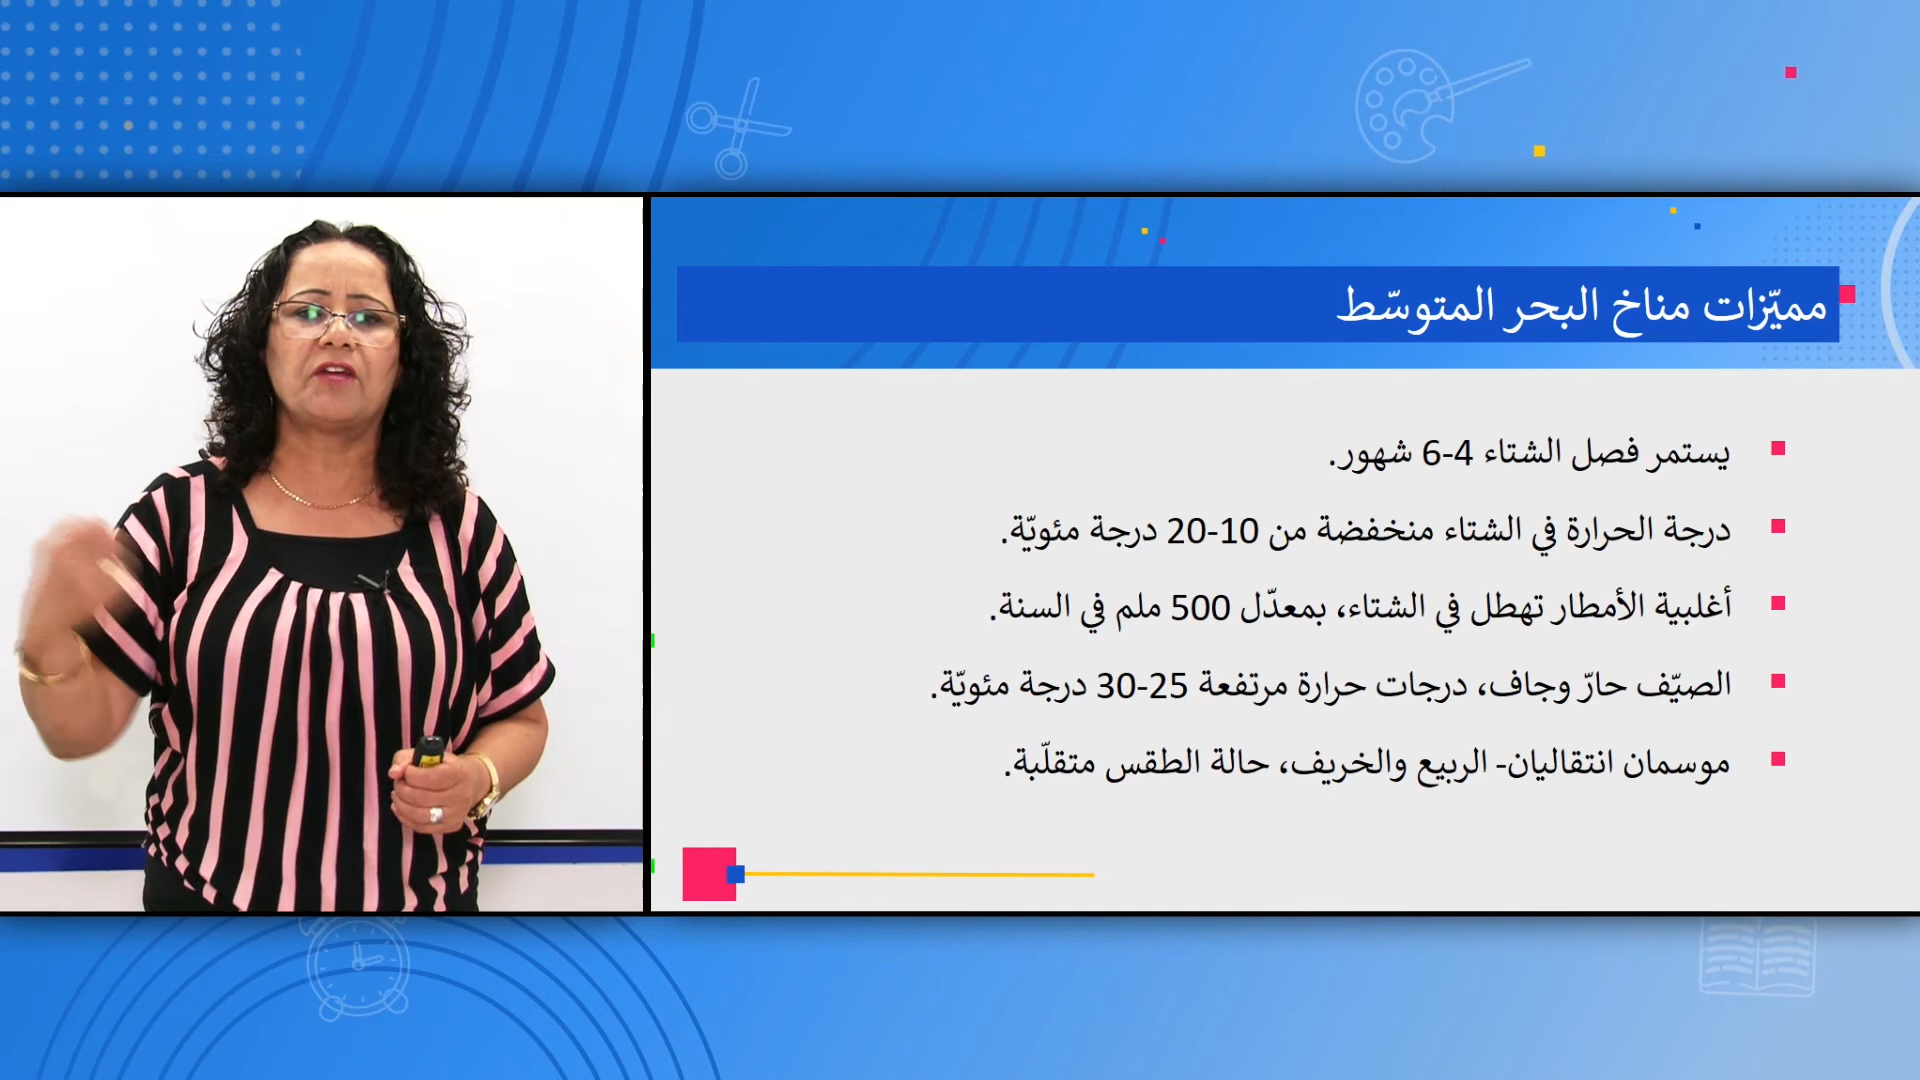 مميّزات مناخ البحر المتوسّط
يستمر فصل الشتاء 4-6 شهور.
درجة الحرارة في الشتاء منخفضة من 10-20 درجة مئويّة.
أغلبية الأمطار تهطل في الشتاء، بمعدّل 500 ملم في السنة.
الصيّف حارّ وجاف، درجات حرارة مرتفعة 25-30 درجة مئويّة.
موسمان انتقاليان- الربيع والخريف، حالة الطقس متقلّبة.